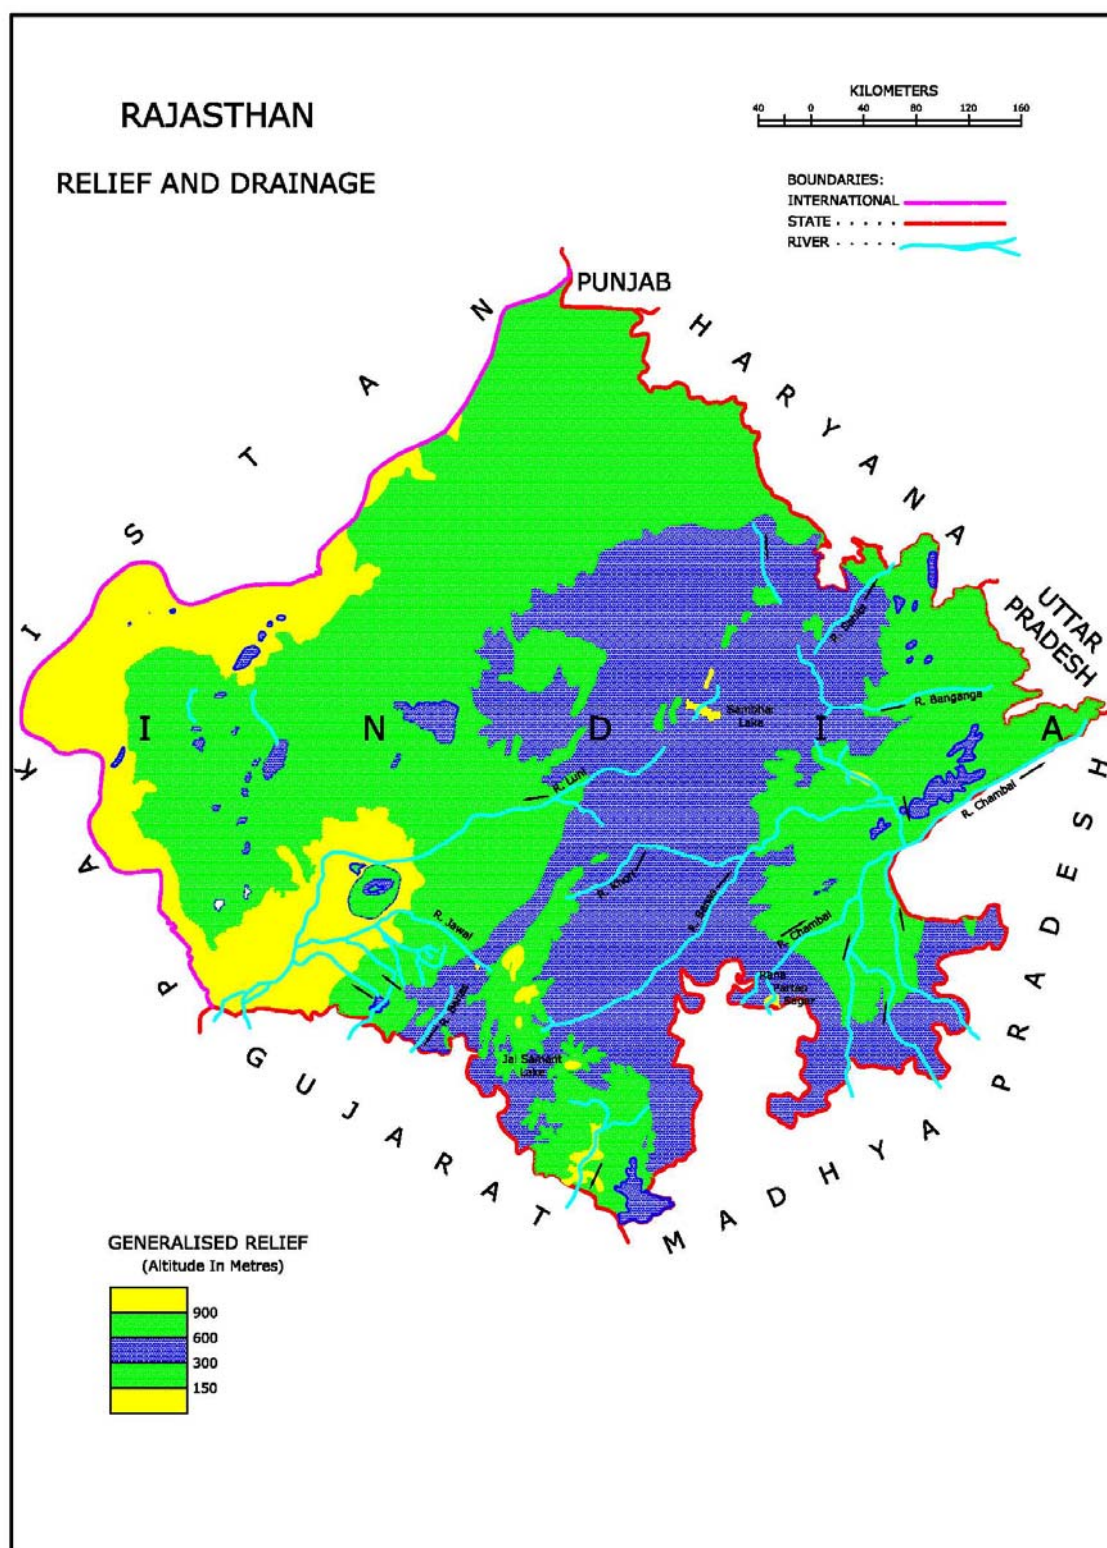 RAJASTHAN
RELIEF AND DRAINAGE
KILOMETERS
40 0 40 80 120 160
BOUNDARIES:
INTERNATIONAL
STATE . . . . .
RIVER . . . . .
PUNJAB
HARYANA
UTTAR
PRADESH
PAKISTAN
INDIA
R. Banganga
Sambhar
Lake
R. Luni
R. Chambal
R. Khari
R. Banas
R. Jawai
R. Chambal
Rana
Partap
Sagar
R. Banas
Jai Samant
Lake
GUJARAT
MADHYA PRADESH
GENERALISED RELIEF
(Altitude In Metres)
900
600
300
150